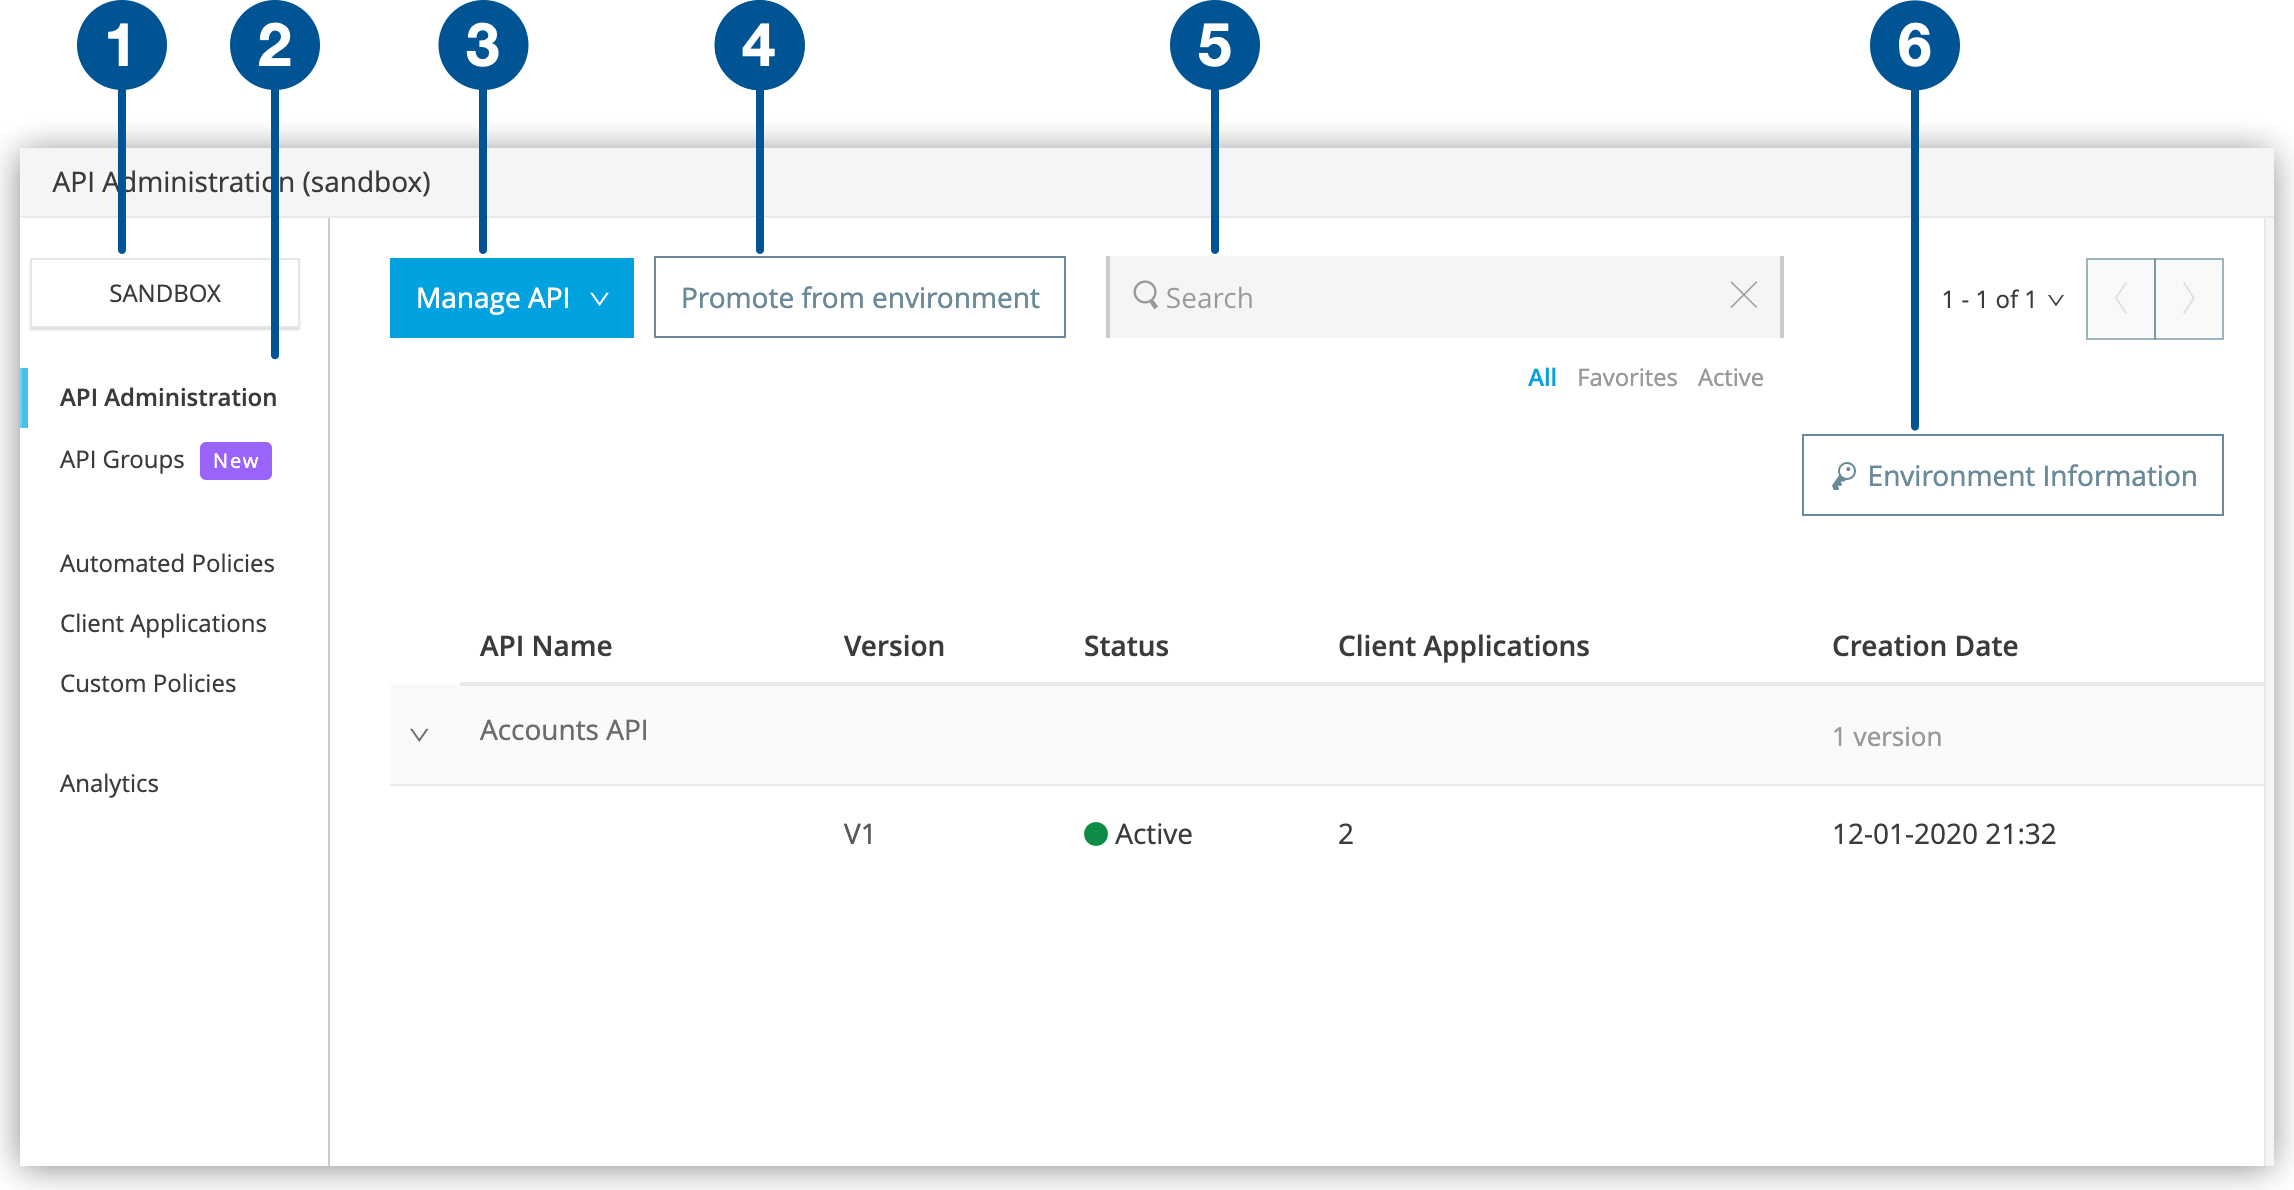 1 2 3 4 5 6
API Administration (sandbox)
SANDBOX
API Administration
API Groups New
Automated Policies
Client Applications
Custom Policies
Analytics
Manage API Promote from environment Search 1 - 1 of 1
All Favorites Active
Environment Information
API Name Version Status Client Applications Creation Date
Accounts API 1 version
V1 Active 2 12-01-2020 21:32